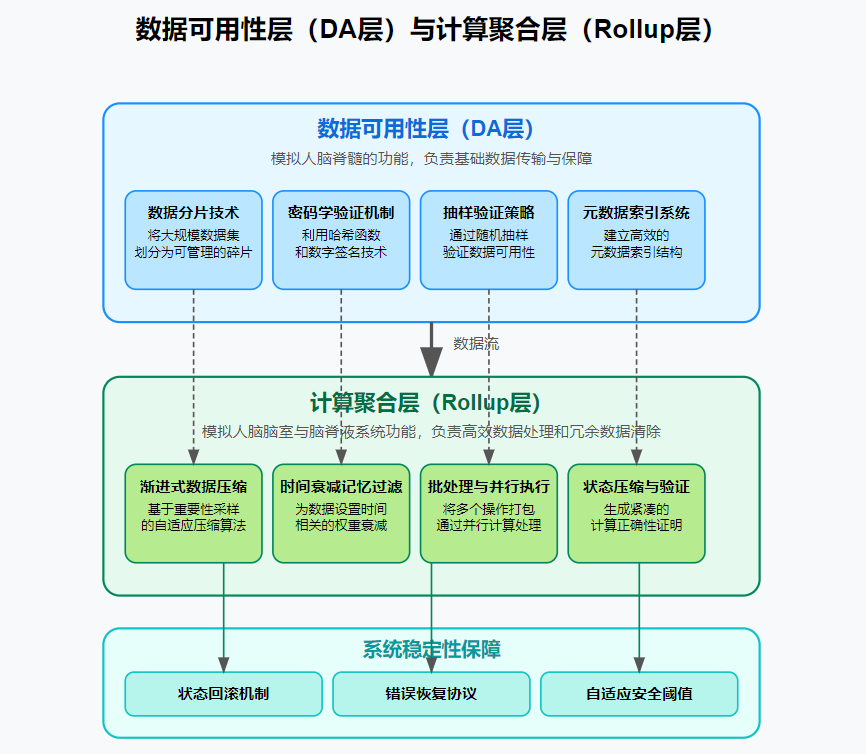 数据可用性层（DA层）与计算聚合层（Rollup层）
数据可用性层（DA层）
模拟人脑脊髓的功能，负责基础数据传输与保障
数据分片技术
将大规模数据集
划分为可管理的碎片
密码学验证机制
利用哈希函数
和数字签名技术
抽样验证策略
通过随机抽样
验证数据可用性
元数据索引系统
建立高效的
元数据索引结构
数据流
计算聚合层（Rollup层）
模拟人脑脑室与脑脊液系统功能，负责高效数据处理和冗余数据清除
渐进式数据压缩
基于重要性采样
的自适应压缩算法
时间衰减记忆过滤
为数据设置时间
相关的权重衰减
批处理与并行执行
将多个操作打包
通过并行计算处理
状态压缩与验证
生成紧凑的
计算正确性证明
系统稳定性保障
状态回滚机制
错误恢复协议
自适应安全阈值